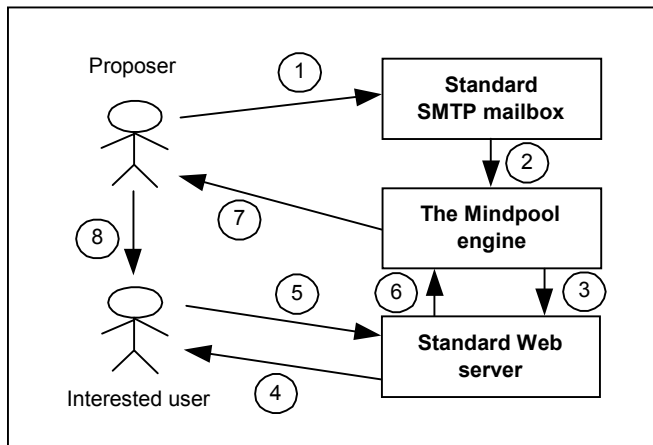 Proposer
1
Standard
SMTP mailbox
2
The Mindpool
engine
7
8
5
6
3
Standard Web
server
4
Interested user